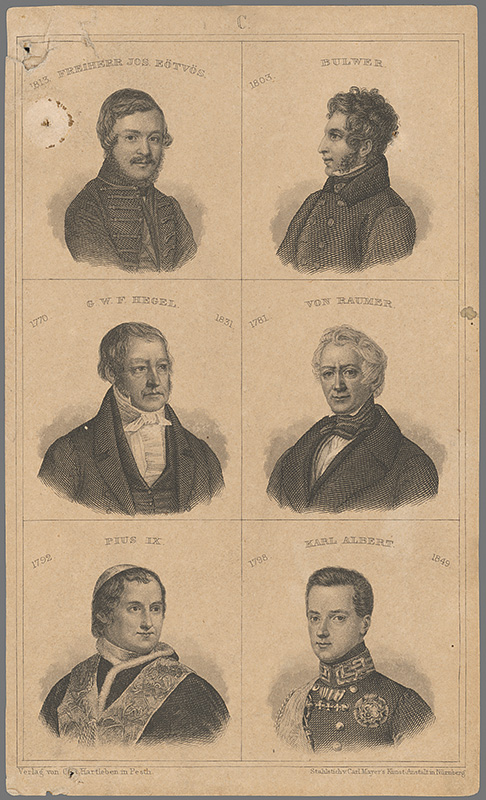 C.
FREIHERR JOS. EÖTVÖS.
1813.
BULWER.
1803.
G. W. F. HEGEL.
1770
1831.
VON RAUMER
1781.
PIUS IX
1792
KARL ALBERT
1798
1849
Verlag von C. A. Hartleben in Pesth.
Stahlstich v. Carl Mayer's Kunst-Anstalt in Nürnberg